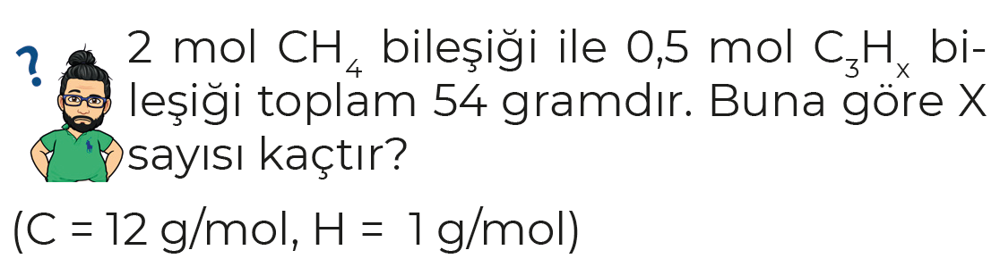 2 mol CH₄ bileşiği ile 0,5 mol C₃Hₓ bi-
leşiği toplam 54 gramdır. Buna göre X
sayısı kaçtır?
(C = 12 g/mol, H = 1 g/mol)